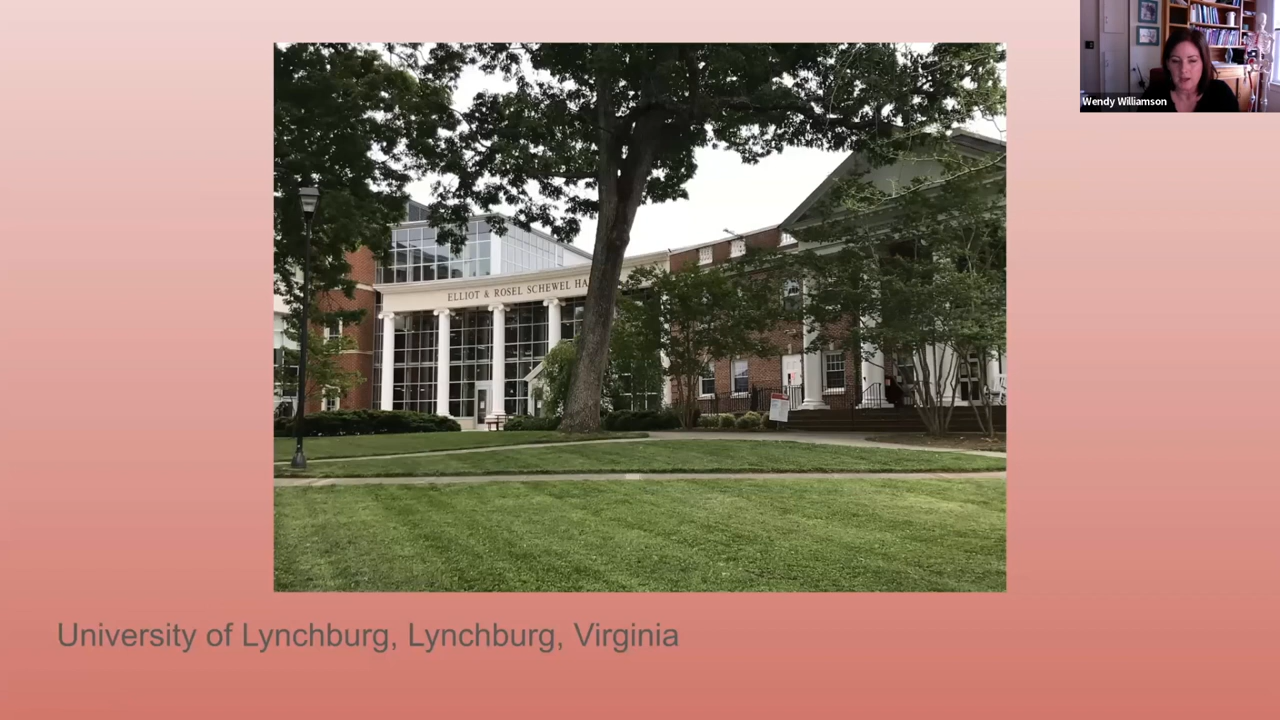 Wendy Williamson
ELLIOT & ROSEL SCHEWEL HA
University of Lynchburg, Lynchburg, Virginia